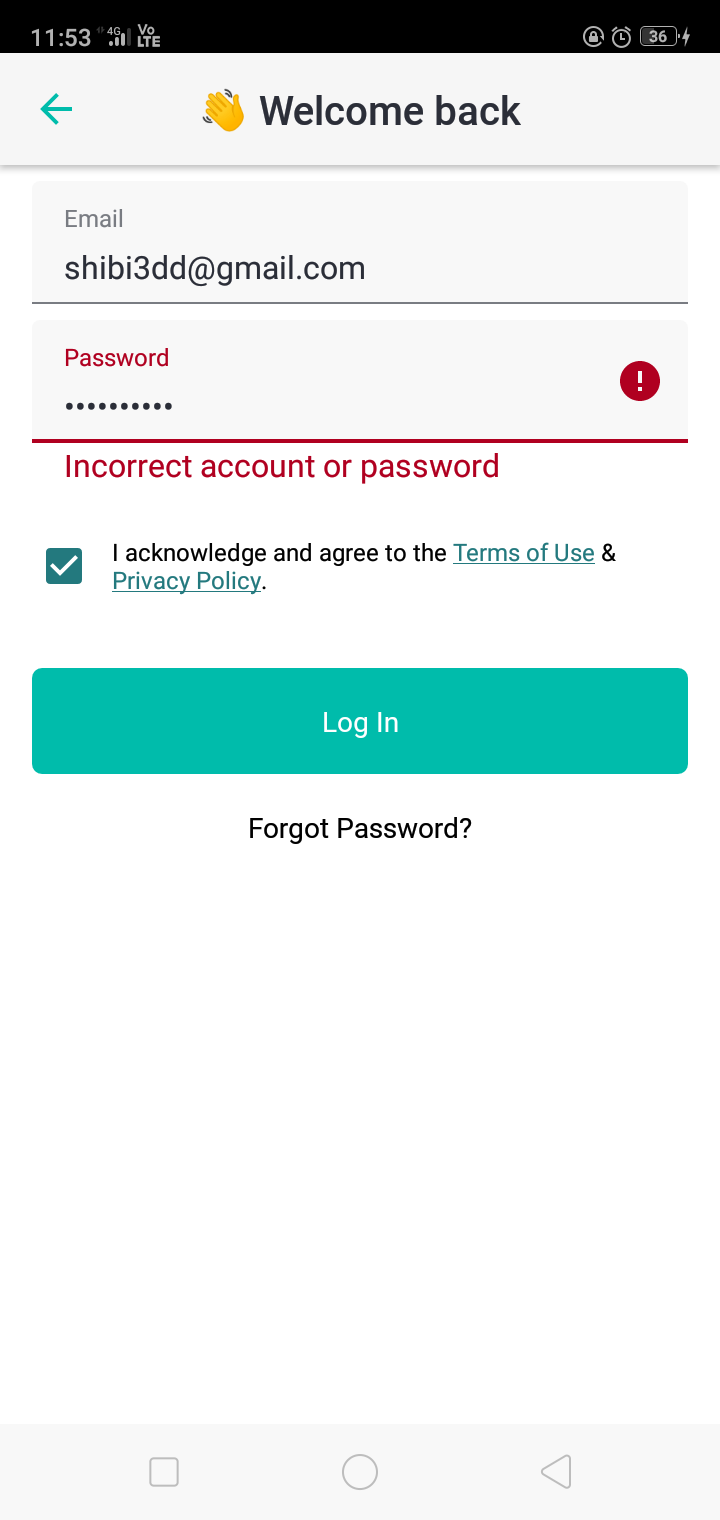 11:53 4G Vo LTE 36
👋 Welcome back
Email
shibi3dd@gmail.com
Password
••••••••••
Incorrect account or password
I acknowledge and agree to the Terms of Use &
Privacy Policy.
Log In
Forgot Password?